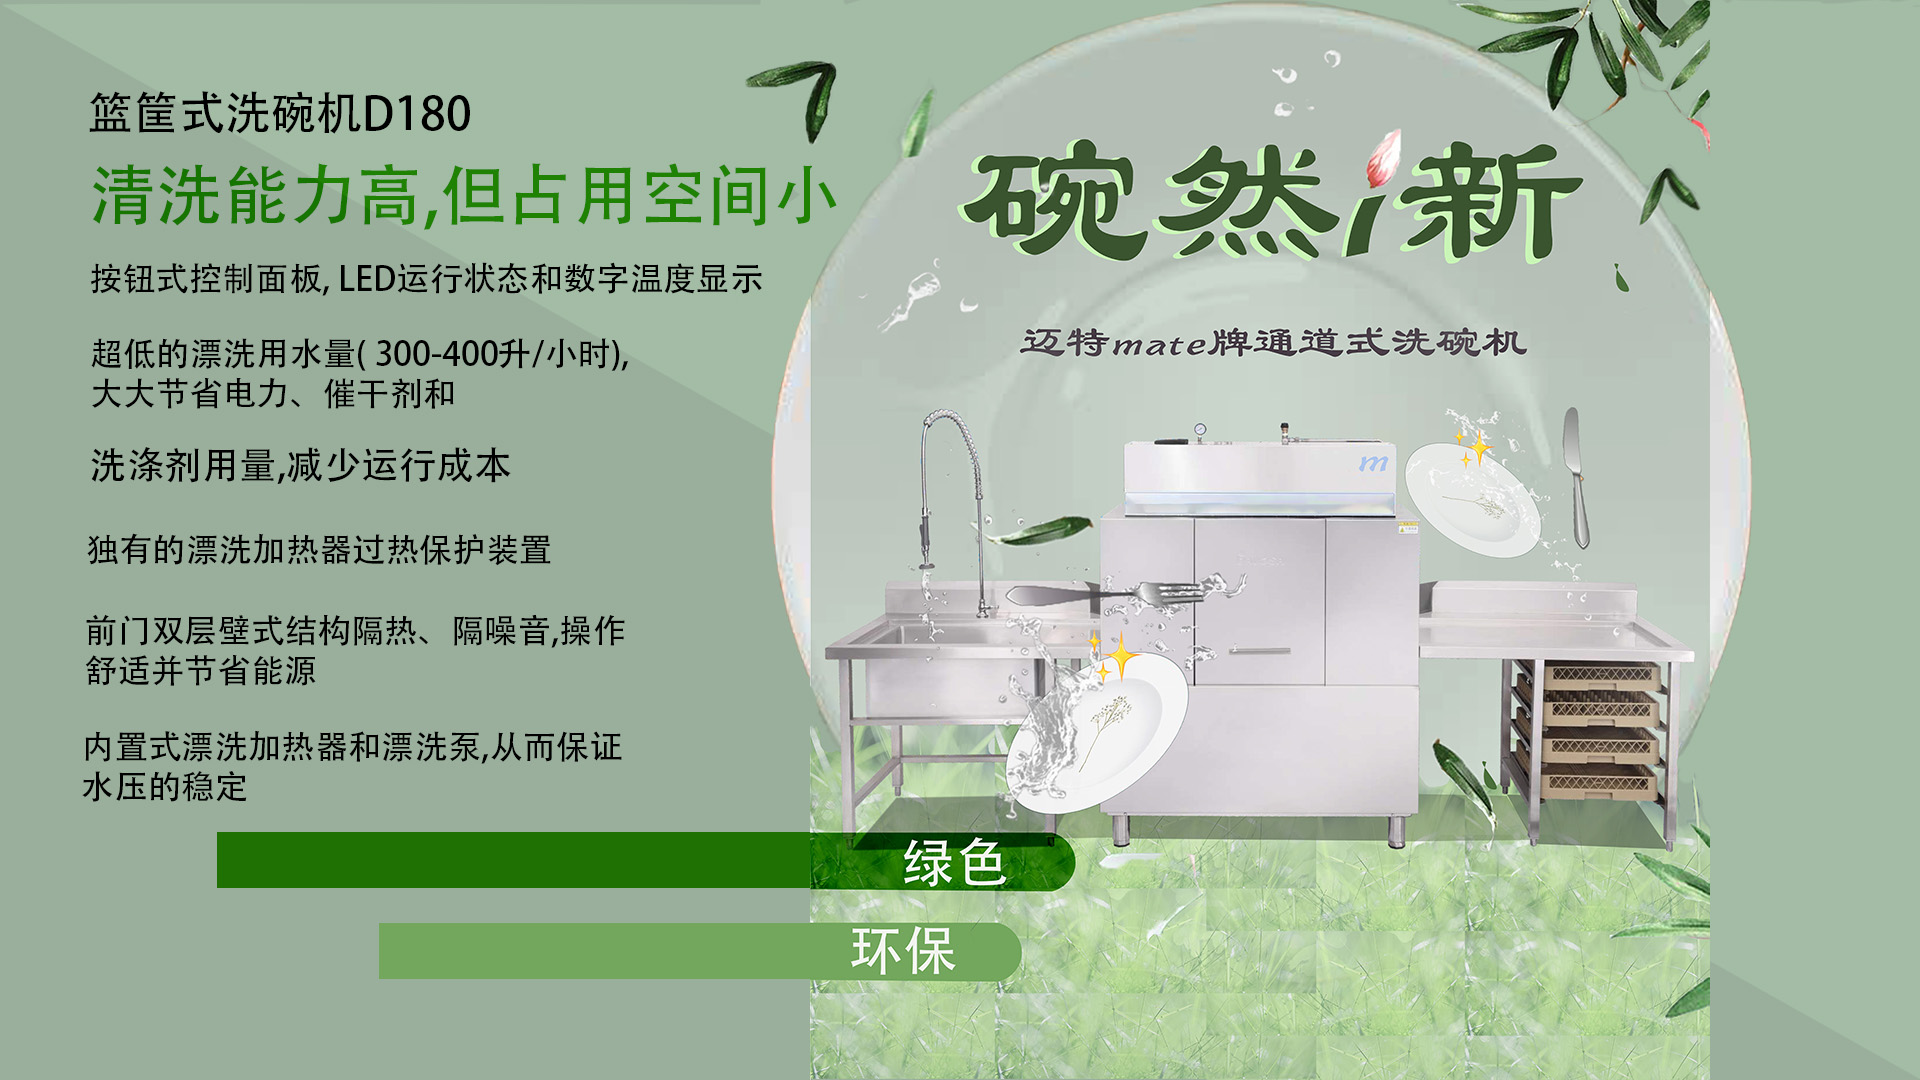 篮筐式洗碗机D180
清洗能力高,但占用空间小
按钮式控制面板, LED运行状态和数字温度显示
超低的漂洗用水量( 300-400升/小时),
大大节省电力、催干剂和
洗涤剂用量,减少运行成本
独有的漂洗加热器过热保护装置
前门双层壁式结构隔热、隔噪音,操作
舒适并节省能源
内置式漂洗加热器和漂洗泵,从而保证
水压的稳定
绿色
环保
碗然i新
迈特mate牌通道式洗碗机
m